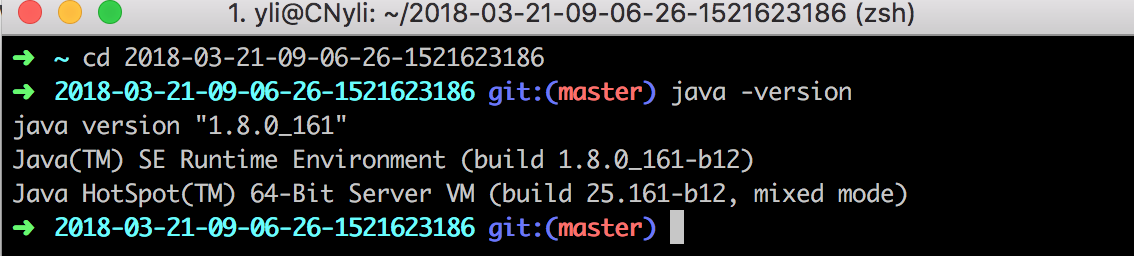 1. yli@CNyli: ~/2018-03-21-09-06-26-1521623186 (zsh)
➜ ~ cd 2018-03-21-09-06-26-1521623186
➜ 2018-03-21-09-06-26-1521623186 git:(master) java -version
java version "1.8.0_161"
Java(TM) SE Runtime Environment (build 1.8.0_161-b12)
Java HotSpot(TM) 64-Bit Server VM (build 25.161-b12, mixed mode)
➜ 2018-03-21-09-06-26-1521623186 git:(master)